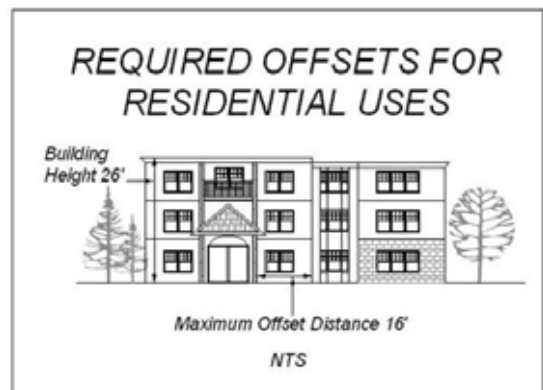 REQUIRED OFFSETS FOR
RESIDENTIAL USES
Building
Height 26'
Maximum Offset Distance 16'
NTS